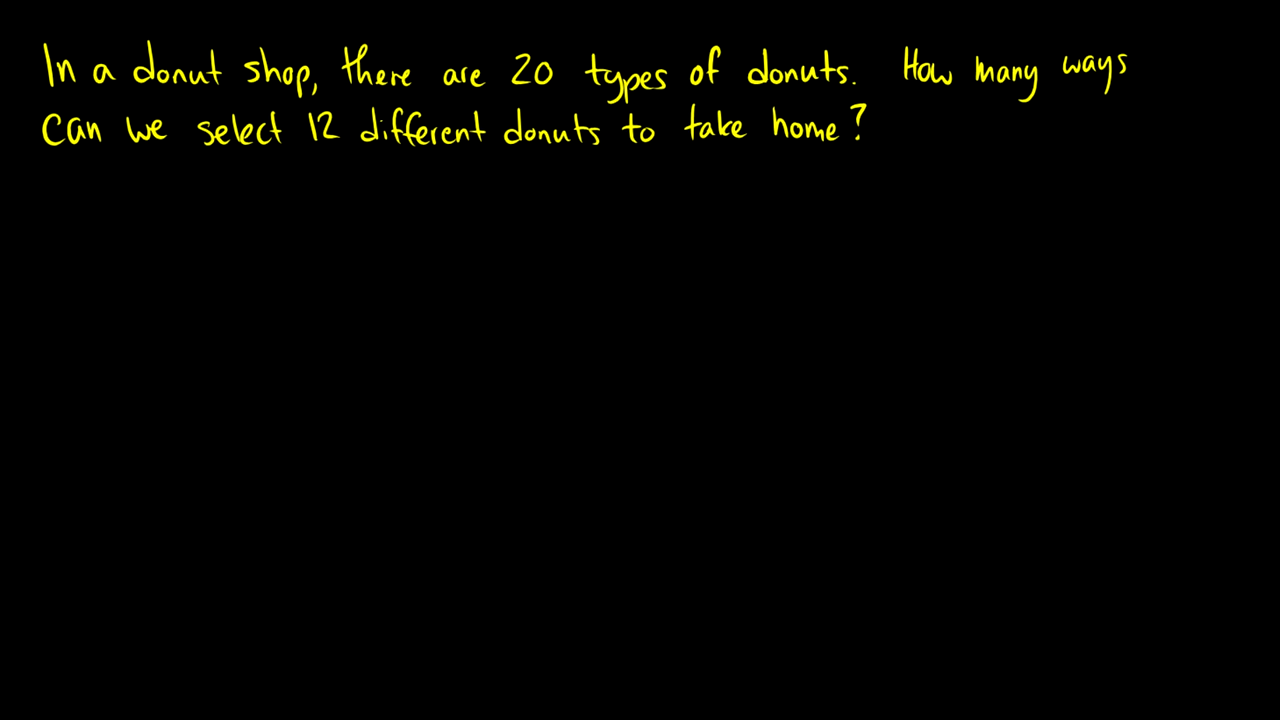 In a donut shop, there are 20 types of donuts. How many ways
can we select 12 different donuts to take home?